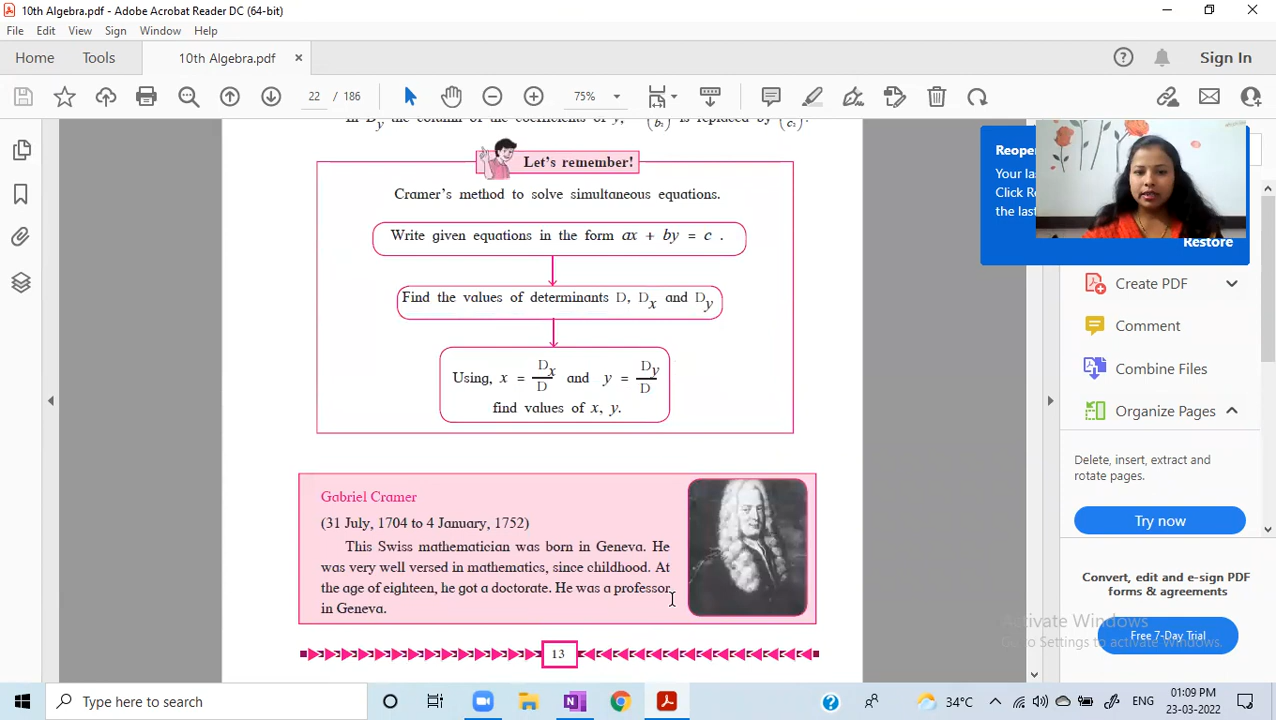 10th Algebra.pdf - Adobe Acrobat Reader DC (64-bit)
File Edit View Sign Window Help
Home Tools 10th Algebra.pdf Sign In
22 / 186 75%
In Dy the column of the coefficients of y, (b₂) is replaced by (c₂).
Let's remember!
Cramer's method to solve simultaneous equations.
Write given equations in the form ax + by = c .
Find the values of determinants D, Dx and Dy
Using, x = Dx/D and y = Dy/D
find values of x, y.
Gabriel Cramer
(31 July, 1704 to 4 January, 1752)
This Swiss mathematician was born in Geneva. He
was very well versed in mathematics, since childhood. At
the age of eighteen, he got a doctorate. He was a professor
in Geneva.
13
Reopen
Your la
Click Re
the last
Restore
Create PDF
Comment
Combine Files
Organize Pages
Delete, insert, extract and
rotate pages.
Try now
Convert, edit and e-sign PDF
forms & agreements
Free 7-Day Trial
Activate Windows
Go to Settings to activate Windows.
Type here to search
34°C ENG 01:09 PM
23-03-2022